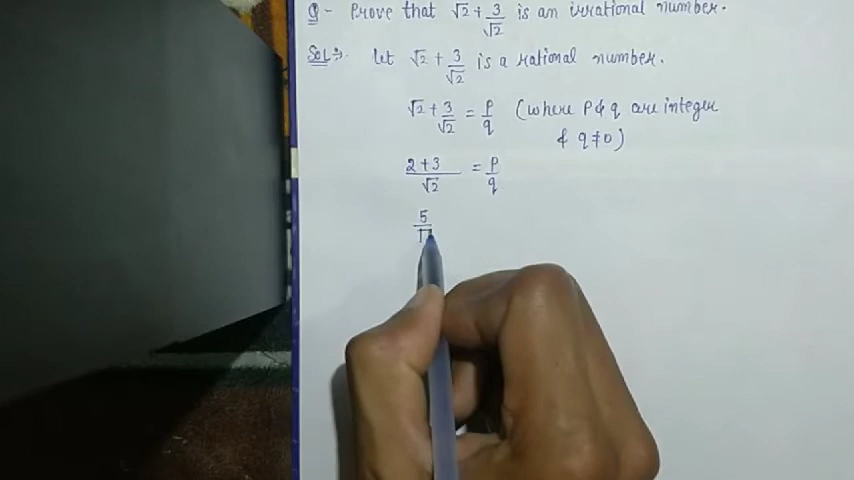 Q - Prove that √2 + 3/√2 is an irrational number.
Sol :- let √2 + 3/√2 is a rational number.
√2 + 3/√2 = P/q (where P & q are integer
& q ≠ 0)
2+3/√2 = P/q
5/√